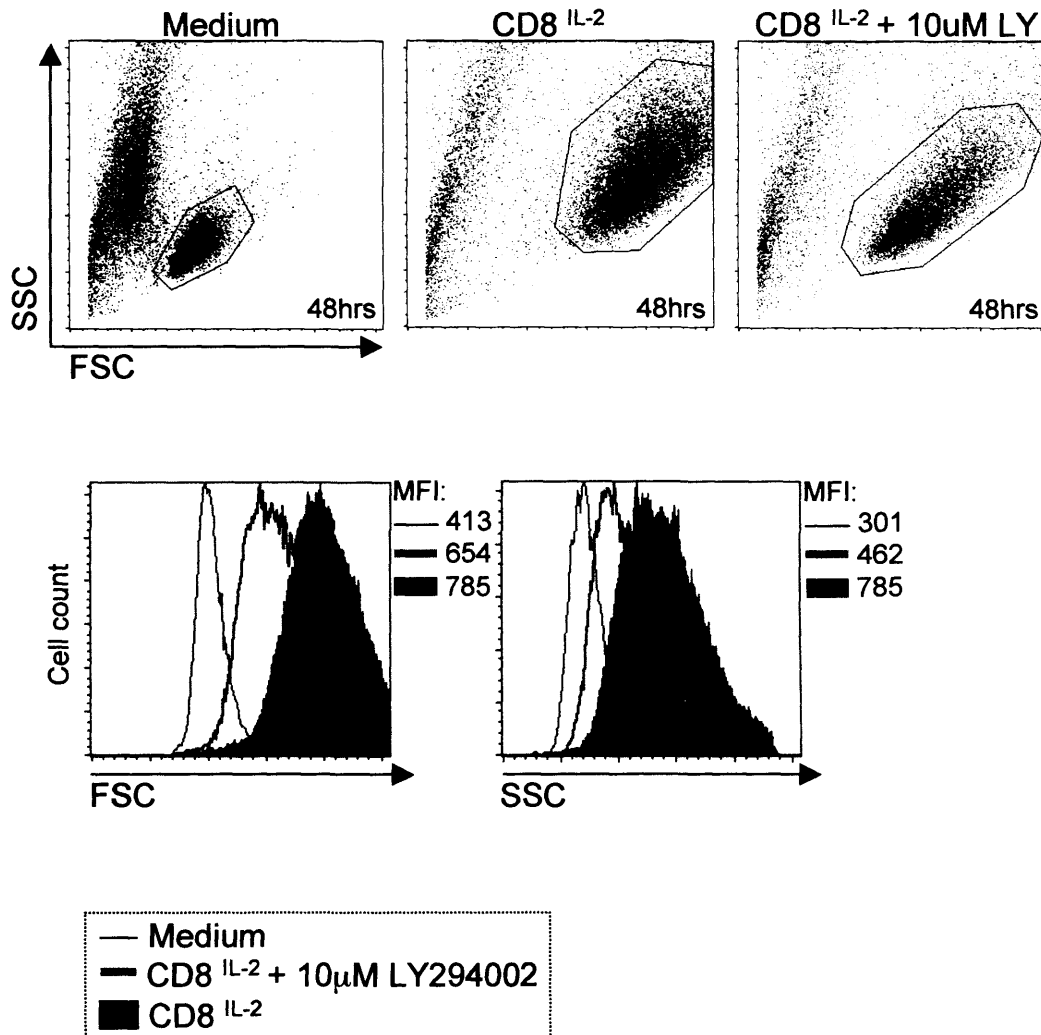 Medium
CD8 IL-2
CD8 IL-2 + 10uM LY
SSC
48hrs
48hrs
48hrs
FSC
Cell count
MFI:
413
654
785
FSC
MFI:
301
462
785
SSC
Medium
CD8 IL-2 + 10μM LY294002
CD8 IL-2